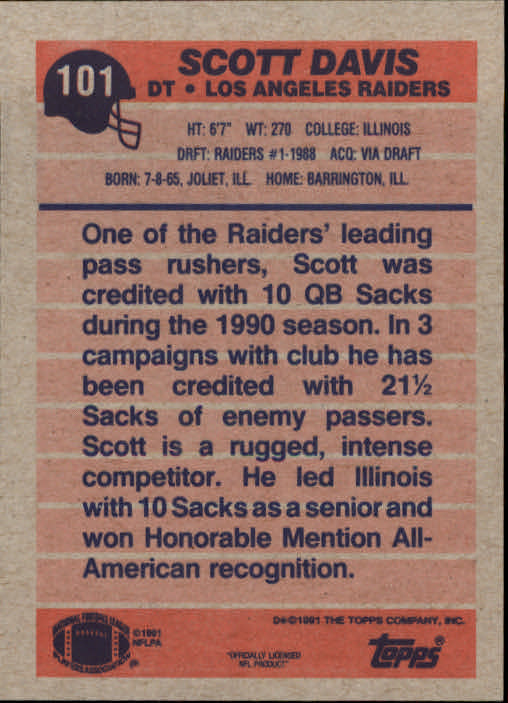 101
SCOTT DAVIS
DT • LOS ANGELES RAIDERS
HT: 6'7" WT: 270 COLLEGE: ILLINOIS
DRFT: RAIDERS #1-1988 ACQ: VIA DRAFT
BORN: 7-8-65, JOLIET, ILL. HOME: BARRINGTON, ILL.
One of the Raiders' leading
pass rushers, Scott was
credited with 10 QB Sacks
during the 1990 season. In 3
campaigns with club he has
been credited with 21½
Sacks of enemy passers.
Scott is a rugged, intense
competitor. He led Illinois
with 10 Sacks as a senior and
won Honorable Mention All-
American recognition.
D*©1991 THE TOPPS COMPANY, INC.
NATIONAL FOOTBALL LEAGUE
PLAYERS ASSOCIATION
®
©1991
NFLPA
"OFFICIALLY LICENSED
NFL PRODUCT"
topps®